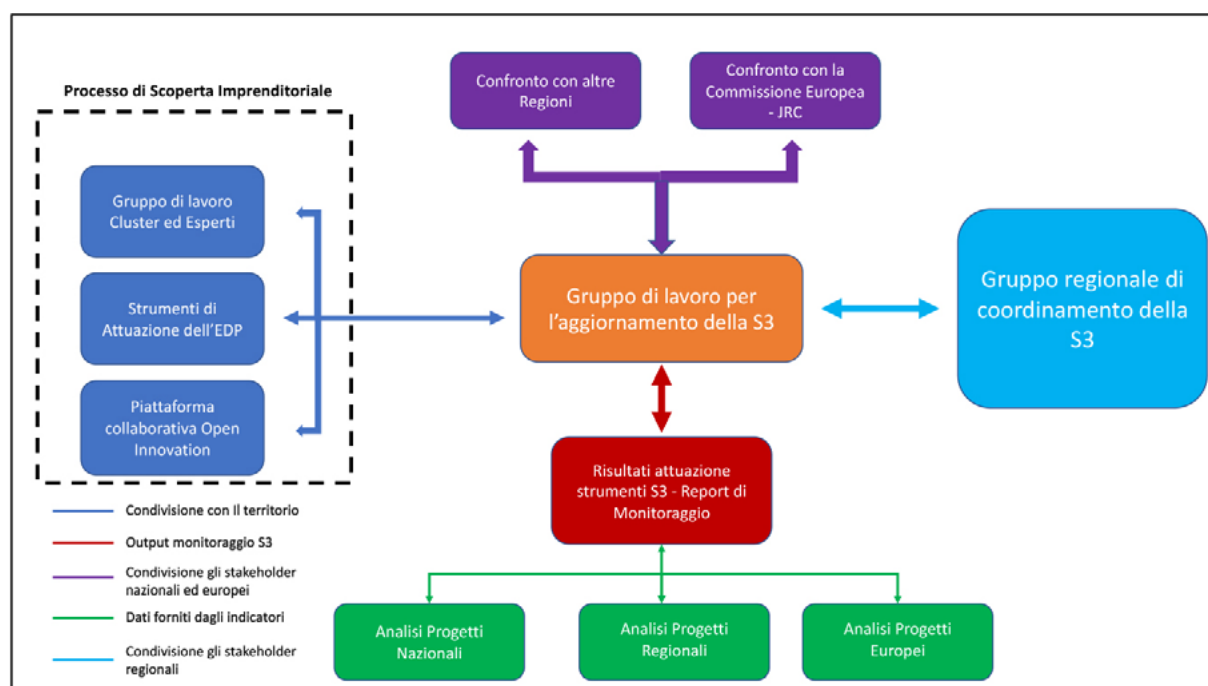 Processo di Scoperta Imprenditoriale
Gruppo di lavoro
Cluster ed Esperti
Strumenti di
Attuazione dell'EDP
Piattaforma
collaborativa Open
Innovation
Confronto con altre
Regioni
Confronto con la
Commissione Europea
- JRC
Gruppo di lavoro per
l'aggiornamento della S3
Gruppo regionale di
coordinamento della
S3
Risultati attuazione
strumenti S3 - Report di
Monitoraggio
Analisi Progetti
Nazionali
Analisi Progetti
Regionali
Analisi Progetti
Europei
Condivisione con Il territorio
Output monitoraggio S3
Condivisione gli stakeholder
nazionali ed europei
Dati forniti dagli indicatori
Condivisione gli stakeholder
regionali